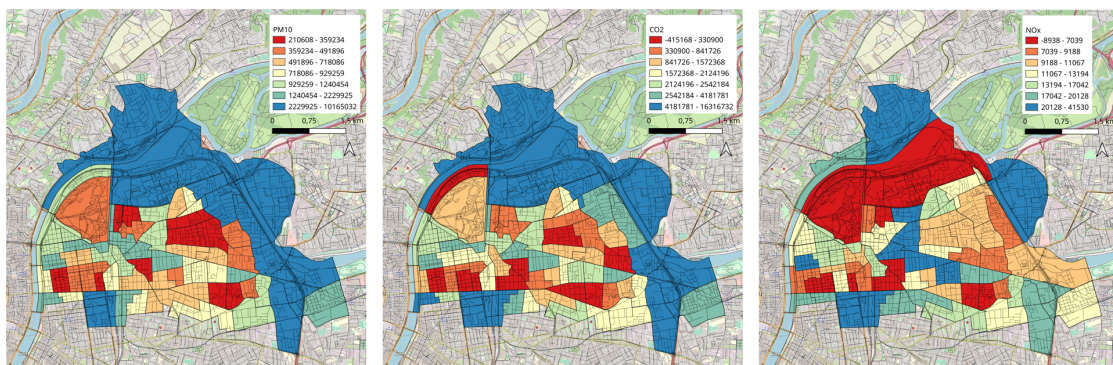 PM10
210608 - 359234
359234 - 491896
491896 - 718086
718086 - 929259
929259 - 1240454
1240454 - 2229925
2229925 - 10165032
0 0,75 1,5 km
CO2
-415168 - 330900
330900 - 841726
841726 - 1572368
1572368 - 2124196
2124196 - 2542184
2542184 - 4181781
4181781 - 16316732
0 0,75 1,5 km
NOx
-8938 - 7039
7039 - 9188
9188 - 11067
11067 - 13194
13194 - 17042
17042 - 20128
20128 - 41530
0 0,75 1,5 km